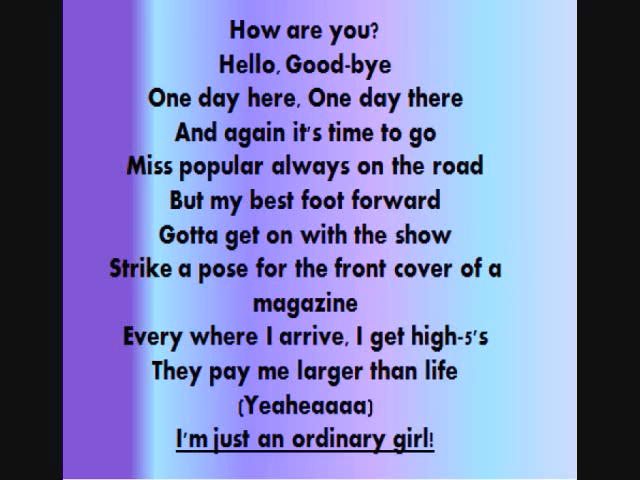 How are you?
Hello, Good-bye
One day here, One day there
And again it's time to go
Miss popular always on the road
But my best foot forward
Gotta get on with the show
Strike a pose for the front cover of a
magazine
Every where I arrive, I get high-5's
They pay me larger than life
(Yeaheaaaa)
I'm just an ordinary girl!